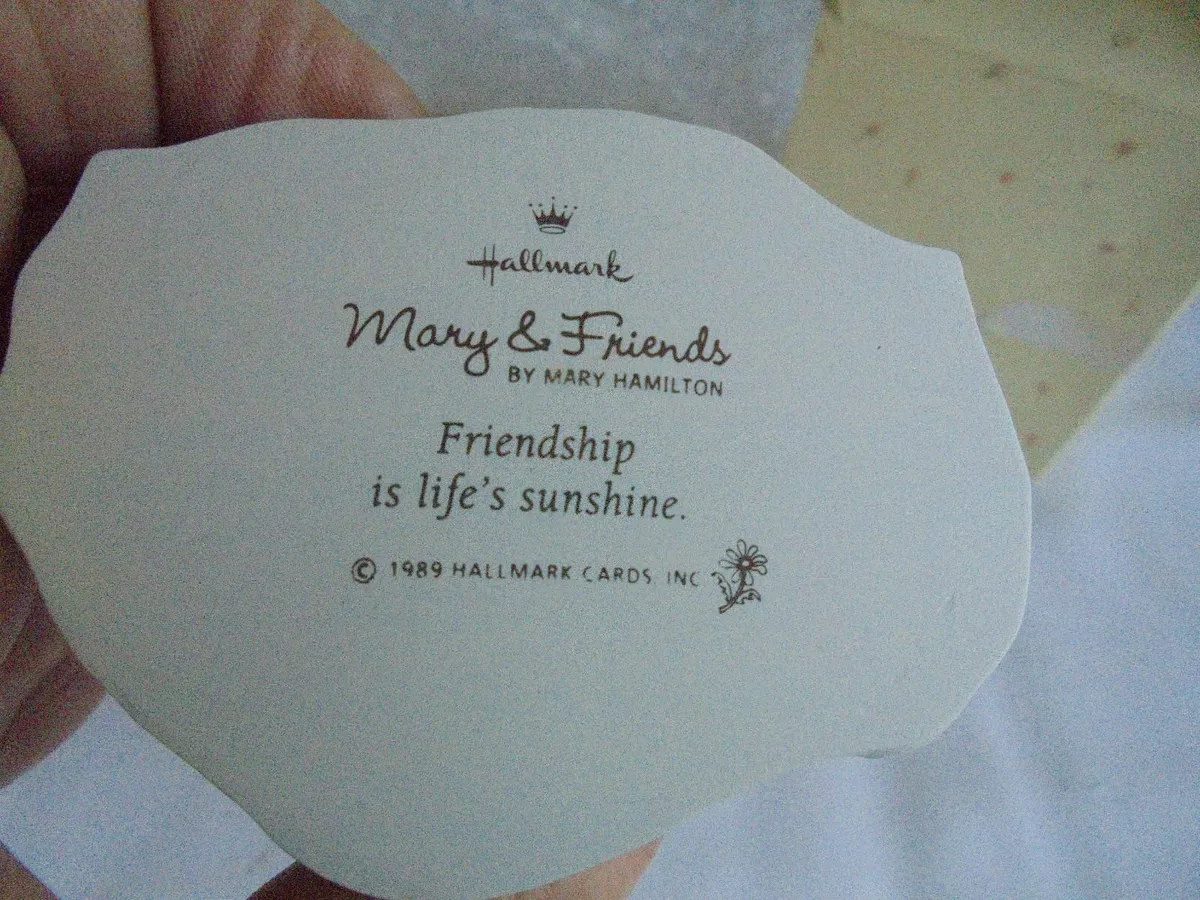 Hallmark
Mary & Friends
BY MARY HAMILTON
Friendship
is life's sunshine.
© 1989 HALLMARK CARDS, INC